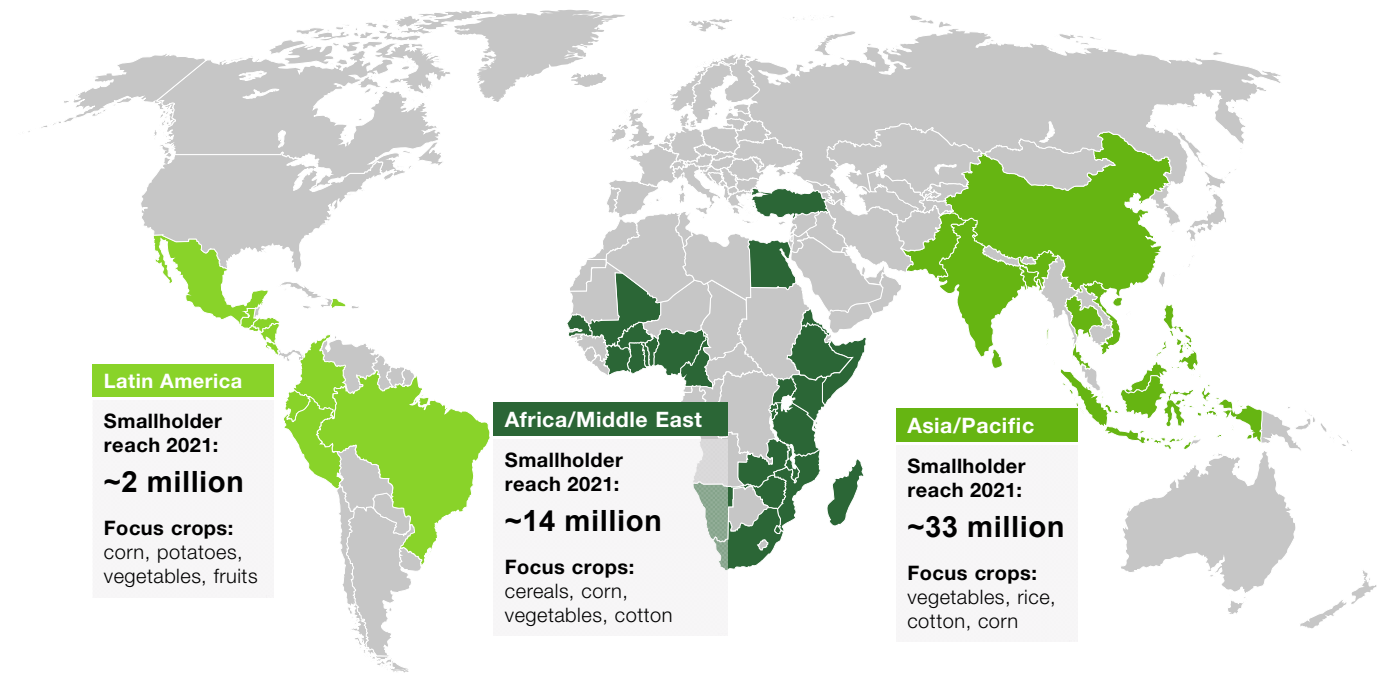 Latin America
Smallholder
reach 2021:
~2 million
Focus crops:
corn, potatoes,
vegetables, fruits
Africa/Middle East
Smallholder
reach 2021:
~14 million
Focus crops:
cereals, corn,
vegetables, cotton
Asia/Pacific
Smallholder
reach 2021:
~33 million
Focus crops:
vegetables, rice,
cotton, corn